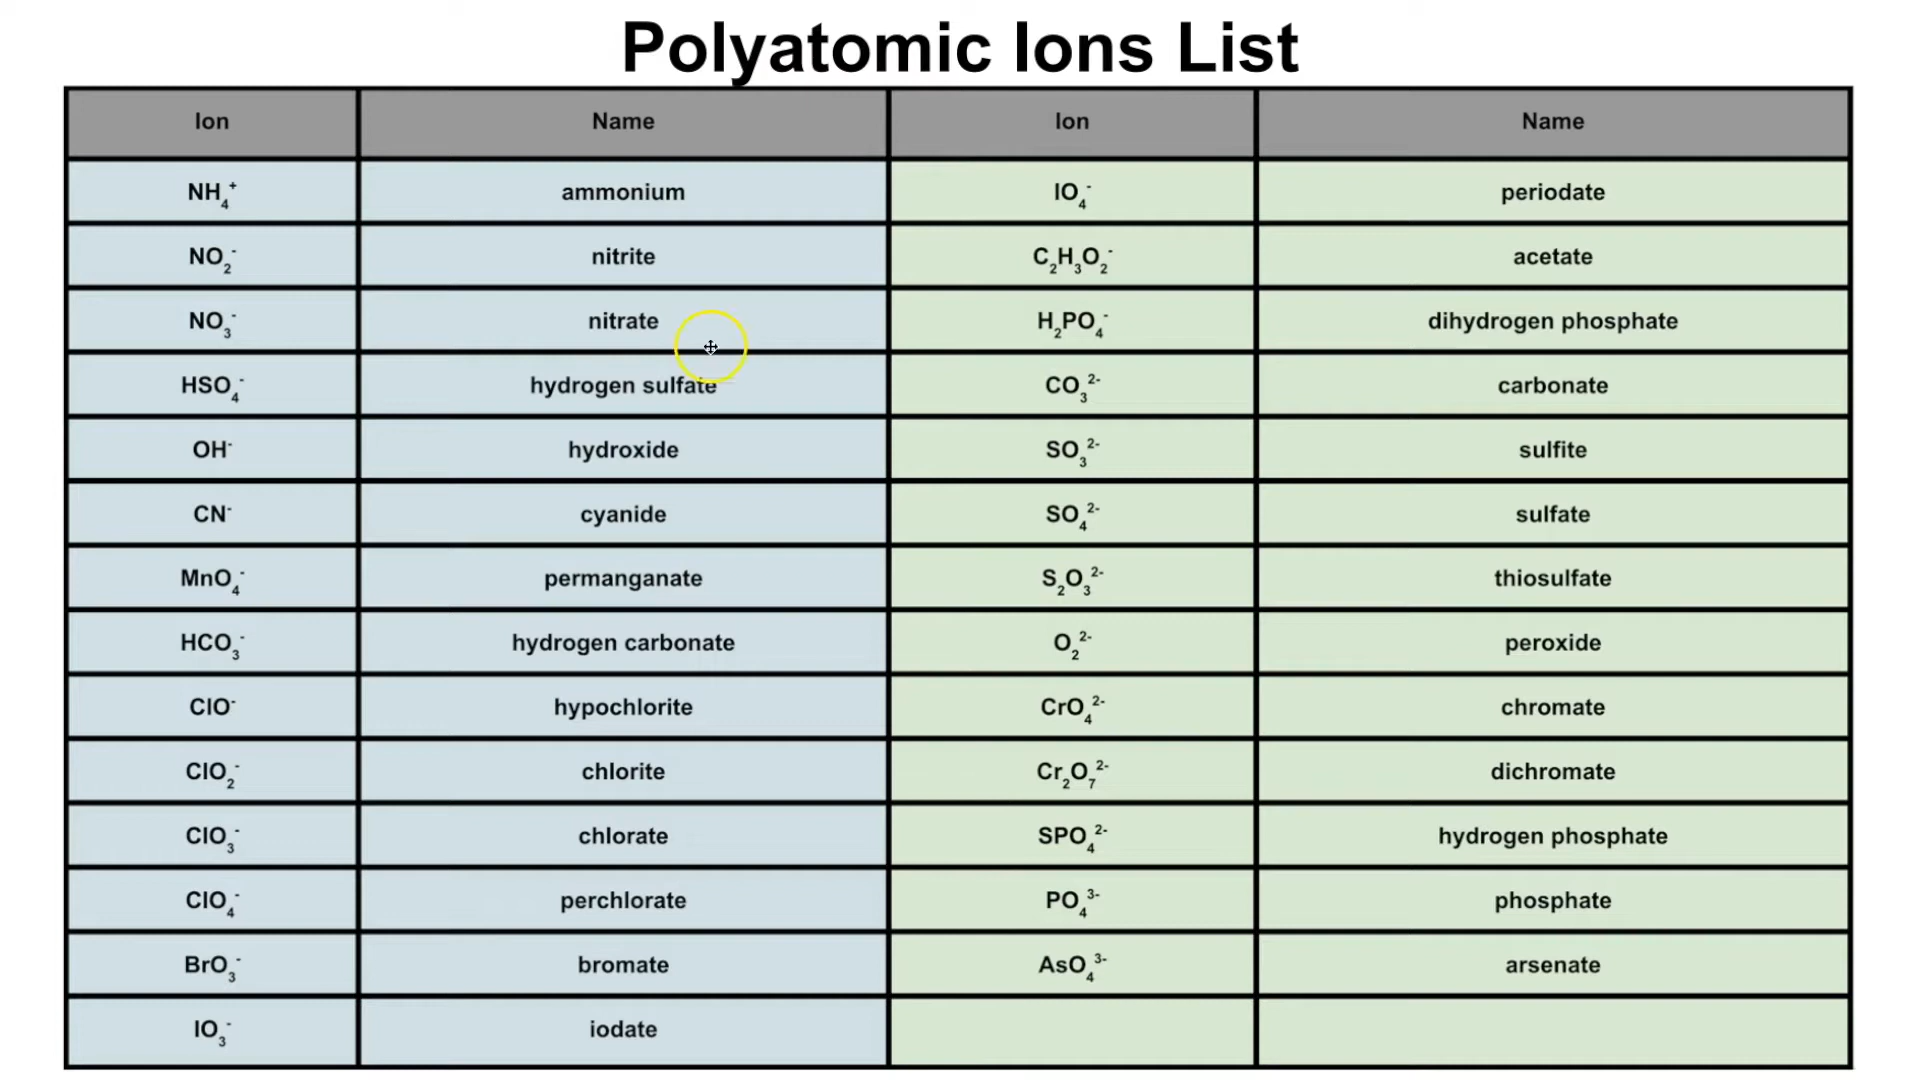 Polyatomic Ions List
Ion Name Ion Name
NH₄⁺ ammonium IO₄⁻ periodate
NO₂⁻ nitrite C₂H₃O₂⁻ acetate
NO₃⁻ nitrate H₂PO₄⁻ dihydrogen phosphate
HSO₄⁻ hydrogen sulfate CO₃²⁻ carbonate
OH⁻ hydroxide SO₃²⁻ sulfite
CN⁻ cyanide SO₄²⁻ sulfate
MnO₄⁻ permanganate S₂O₃²⁻ thiosulfate
HCO₃⁻ hydrogen carbonate O₂²⁻ peroxide
ClO⁻ hypochlorite CrO₄²⁻ chromate
ClO₂⁻ chlorite Cr₂O₇²⁻ dichromate
ClO₃⁻ chlorate SPO₄²⁻ hydrogen phosphate
ClO₄⁻ perchlorate PO₄³⁻ phosphate
BrO₃⁻ bromate AsO₄³⁻ arsenate
IO₃⁻ iodate